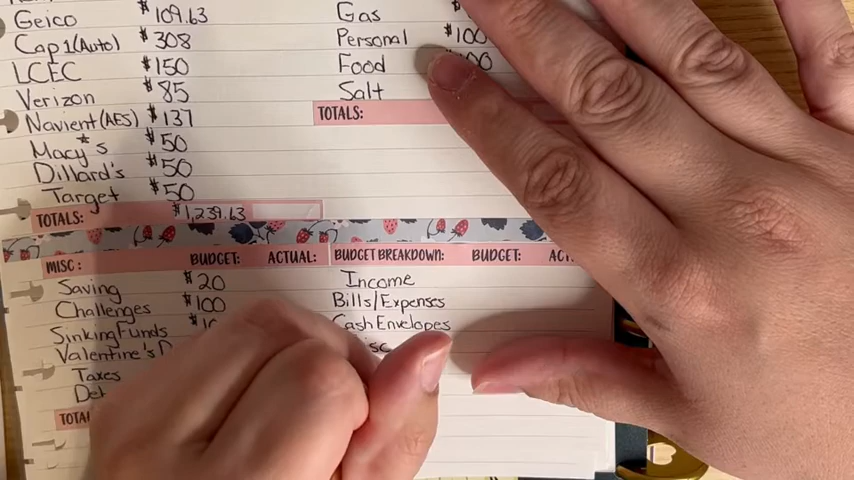 Geico $109.63
Cap1(Auto) $308
LCEC $150
Verizon $85
Navient(AES) $137
Macy*s $50
Dillard's $50
Target $50
TOTALS: $1,239.63
Gas
Personal $100
Food
Salt
TOTALS:
MISC: BUDGET: ACTUAL:
Saving $20
Challenges $100
Sinking Funds
Valentine's
Taxes
BUDGET BREAKDOWN: BUDGET:
Income
Bills/Expenses
Cash Envelopes